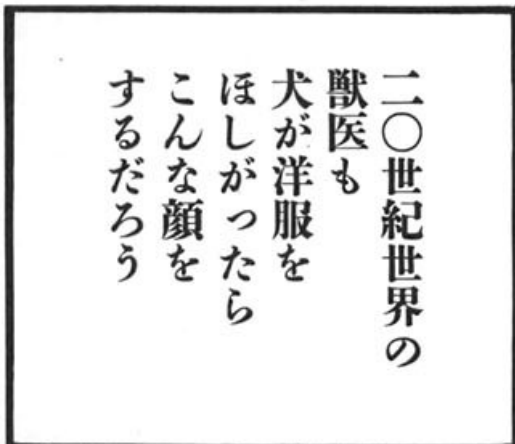 二〇世紀世界の
獣医も
犬が洋服を
ほしがったら
こんな顔を
するだろう